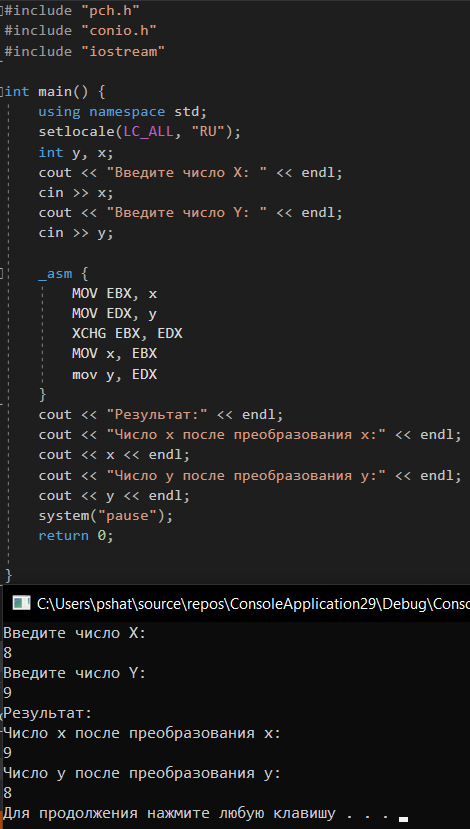 #include "pch.h"
#include "conio.h"
#include "iostream"
int main() {
using namespace std;
setlocale(LC_ALL, "RU");
int y, x;
cout << "Введите число X: " << endl;
cin >> x;
cout << "Введите число Y: " << endl;
cin >> y;
_asm {
MOV EBX, x
MOV EDX, y
XCHG EBX, EDX
MOV x, EBX
mov y, EDX
}
cout << "Результат:" << endl;
cout << "Число x после преобразования x:" << endl;
cout << x << endl;
cout << "Число y после преобразования y:" << endl;
cout << y << endl;
system("pause");
return 0;
}
C:\Users\pshat\source\repos\ConsoleApplication29\Debug\Conso
Введите число X:
8
Введите число Y:
9
Результат:
Число x после преобразования x:
9
Число y после преобразования y:
8
Для продолжения нажмите любую клавишу . . .